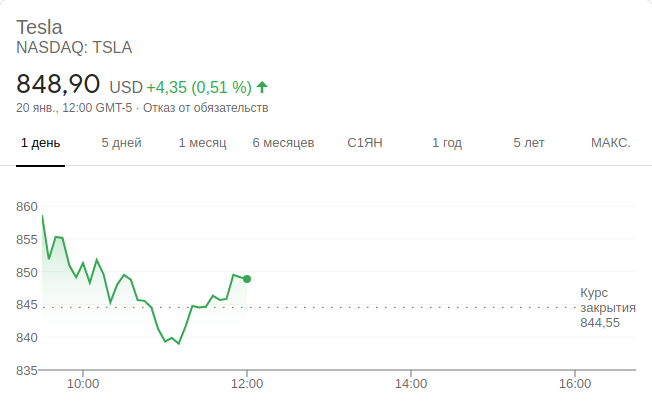 Tesla
NASDAQ: TSLA
848,90 USD +4,35 (0,51 %)
20 янв., 12:00 GMT-5 · Отказ от обязательств
1 день 5 дней 1 месяц 6 месяцев С1ЯН 1 год 5 лет МАКС.
860
855
850
845
840
835
Курс
закрытия
844,55
10:00 12:00 14:00 16:00